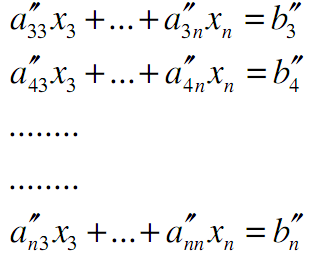 a″₃₃x₃ +...+ a″₃ₙxₙ = b″₃
a″₄₃x₃ +...+ a″₄ₙxₙ = b″₄
........
........
a″ₙ₃x₃ +...+ a″ₙₙxₙ = b″ₙ